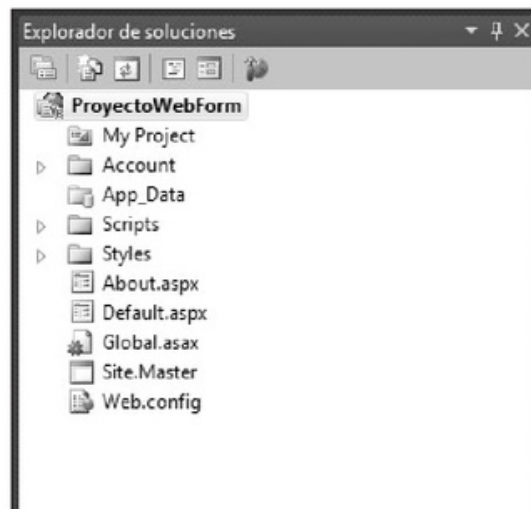 Explorador de soluciones
ProyectoWebForm
My Project
Account
App_Data
Scripts
Styles
About.aspx
Default.aspx
Global.asax
Site.Master
Web.config